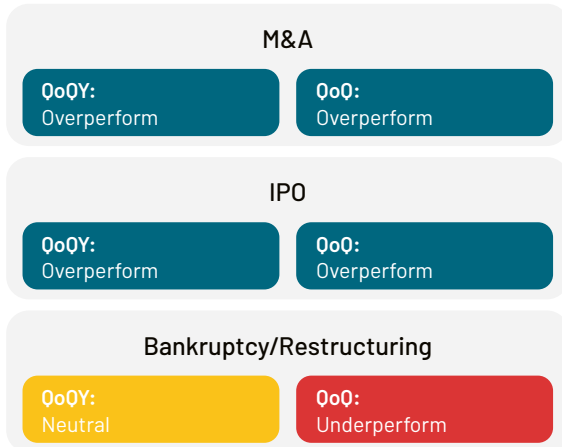 M&A
QoQY:
Overperform
QoQ:
Overperform
IPO
QoQY:
Overperform
QoQ:
Overperform
Bankruptcy/Restructuring
QoQY:
Neutral
QoQ:
Underperform